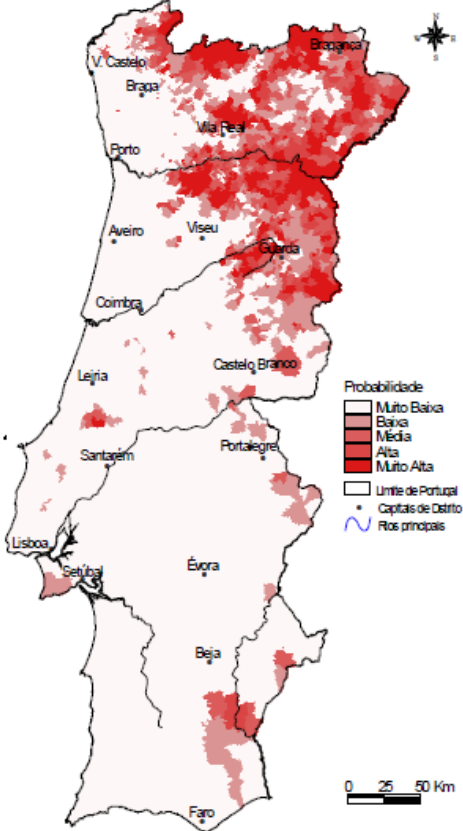 Bragança
N
W E
S
V. Castelo
Braga
Vila Real
Porto
Aveiro
Viseu
Guarda
Coimbra
Castelo Branco
Leiria
Probabilidade
Muito Baixa
Baixa
Média
Alta
Muito Alta
Limite de Portugal
Capitais de Distrito
Rios principais
Portalegre
Santarém
Lisboa
Setúbal
Évora
Beja
0 25 50 Km
Faro